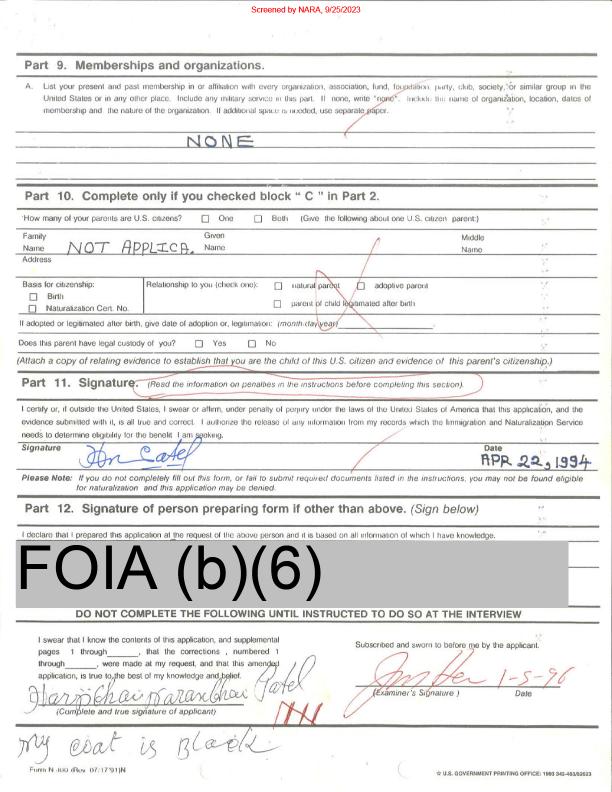 Screened by NARA, 9/25/2023
Part 9. Memberships and organizations.
A. List your present and past membership in or affiliation with every organization, association, fund, foundation, party, club, society, or similar group in the
United States or in any other place. Include any military service in this part. If none, write "none". Include the name of organization, location, dates of
membership and the nature of the organization. If additional space is needed, use separate paper.
NONE
Part 10. Complete only if you checked block " C " in Part 2.
How many of your parents are U.S. citizens? One Both (Give the following about one U.S. citizen parent:)
Family Given Middle
Name NOT APPLICA. Name Name
Address
Basis for citizenship: Relationship to you (check one): natural parent adoptive parent
Birth
Naturalization Cert. No. parent of child legitimated after birth
If adopted or legitimated after birth, give date of adoption or, legitimation: (month/day/year)
Does this parent have legal custody of you? Yes No
(Attach a copy of relating evidence to establish that you are the child of this U.S. citizen and evidence of this parent's citizenship.)
Part 11. Signature. (Read the information on penalties in the instructions before completing this section).
I certify or, if outside the United States, I swear or affirm, under penalty of perjury under the laws of the United States of America that this application, and the
evidence submitted with it, is all true and correct. I authorize the release of any information from my records which the Immigration and Naturalization Service
needs to determine eligibility for the benefit I am seeking.
Signature Date
APR 22, 1994
Please Note: If you do not completely fill out this form, or fail to submit required documents listed in the instructions, you may not be found eligible
for naturalization and this application may be denied.
Part 12. Signature of person preparing form if other than above. (Sign below)
I declare that I prepared this application at the request of the above person and it is based on all information of which I have knowledge.
FOIA (b)(6)
DO NOT COMPLETE THE FOLLOWING UNTIL INSTRUCTED TO DO SO AT THE INTERVIEW
I swear that I know the contents of this application, and supplemental
pages 1 through , that the corrections , numbered 1
through , were made at my request, and that this amended
application, is true to the best of my knowledge and belief.
Patel
(Complete and true signature of applicant)
Subscribed and sworn to before me by the applicant.
1-5-96
(Examiner's Signature ) Date
My coat is Black
Form N-400 (Rev. 07/17/91)N
☆ U.S. GOVERNMENT PRINTING OFFICE: 1993 342-483/82023